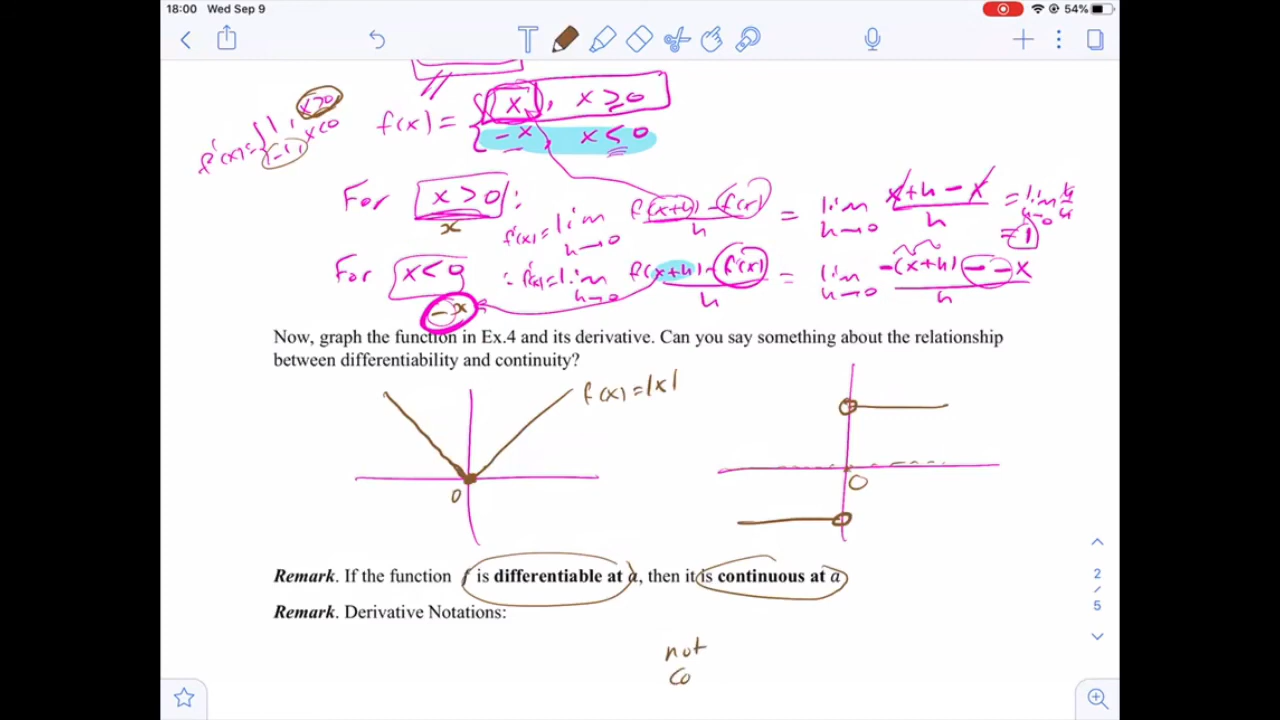 18:00 Wed Sep 9
54%
f(x) = { x, x ≥ 0
-x, x ≤ 0
f'(x) = { 1, x>0
-1, x<0
For x > 0:
x
f'(x) = lim h→0 f(x+h) - f(x) / h = lim h→0 x+h-x / h = lim h→0 h/h
= 1
For x < 0 : f'(x) = lim h→0 f(x+h) - f(x) / h = lim h→0 -(x+h) - -x / h
-x
Now, graph the function in Ex.4 and its derivative. Can you say something about the relationship
between differentiability and continuity?
f(x) = |x|
0
0
Remark. If the function f is differentiable at a, then it is continuous at a
Remark. Derivative Notations:
not
Co
2
/
5